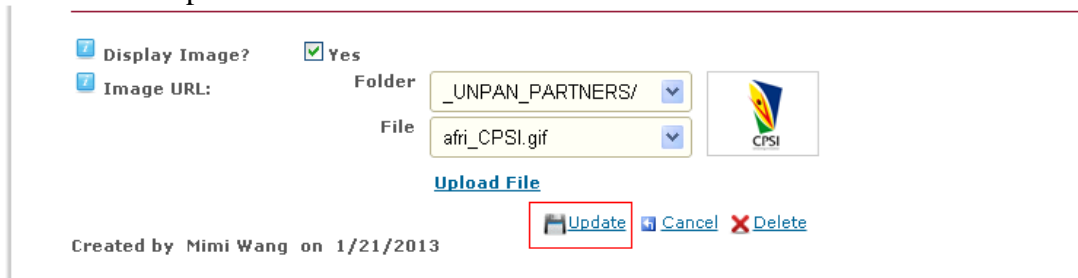 Display Image? Yes
Image URL: Folder _UNPAN_PARTNERS/
File afri_CPSI.gif
CPSI
Upload File
Update Cancel Delete
Created by Mimi Wang on 1/21/2013